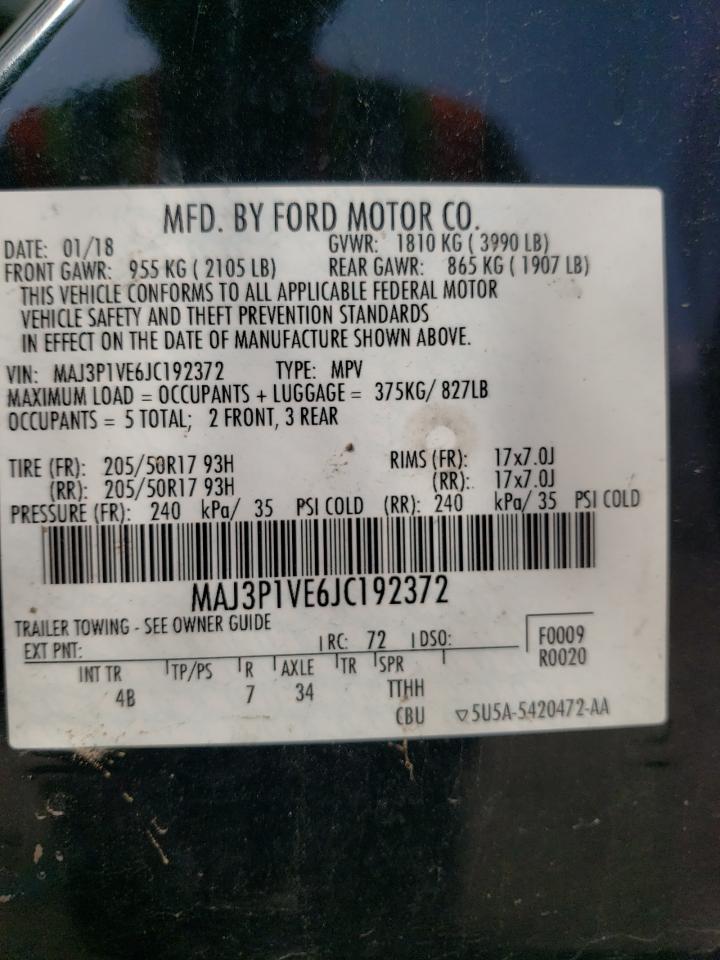 MFD. BY FORD MOTOR CO.
DATE: 01/18 GVWR: 1810 KG ( 3990 LB)
FRONT GAWR: 955 KG ( 2105 LB) REAR GAWR: 865 KG ( 1907 LB)
THIS VEHICLE CONFORMS TO ALL APPLICABLE FEDERAL MOTOR
VEHICLE SAFETY AND THEFT PREVENTION STANDARDS
IN EFFECT ON THE DATE OF MANUFACTURE SHOWN ABOVE.
VIN: MAJ3P1VE6JC192372 TYPE: MPV
MAXIMUM LOAD = OCCUPANTS + LUGGAGE = 375KG/ 827LB
OCCUPANTS = 5 TOTAL; 2 FRONT, 3 REAR
TIRE (FR): 205/50R17 93H RIMS (FR): 17x7.0J
(RR): 205/50R17 93H (RR): 17x7.0J
PRESSURE (FR): 240 kPa/ 35 PSI COLD (RR): 240 kPa/ 35 PSI COLD
MAJ3P1VE6JC192372
TRAILER TOWING - SEE OWNER GUIDE
EXT PNT: RC: 72 DSO: F0009
R0020
INT TR TP/PS R AXLE TR SPR
4B 7 34 TTHH
CBU ▽5U5A-5420472-AA